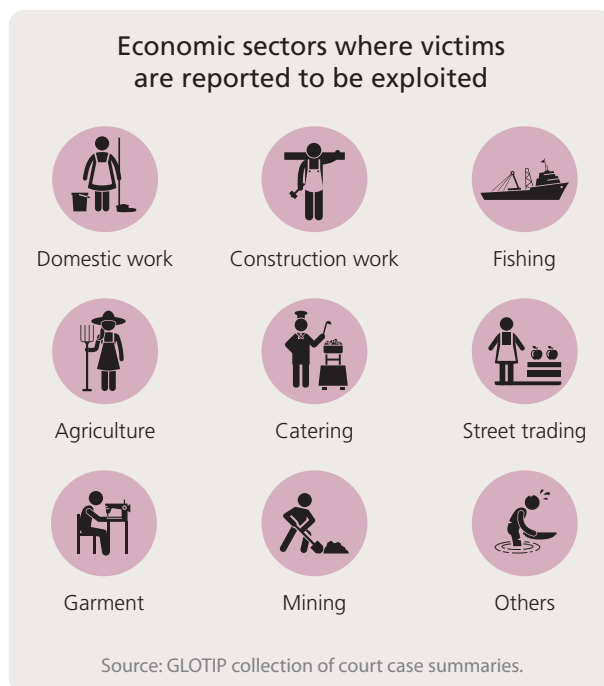 Economic sectors where victims
are reported to be exploited
Domestic work
Construction work
Fishing
Agriculture
Catering
Street trading
Garment
Mining
Others
Source: GLOTIP collection of court case summaries.